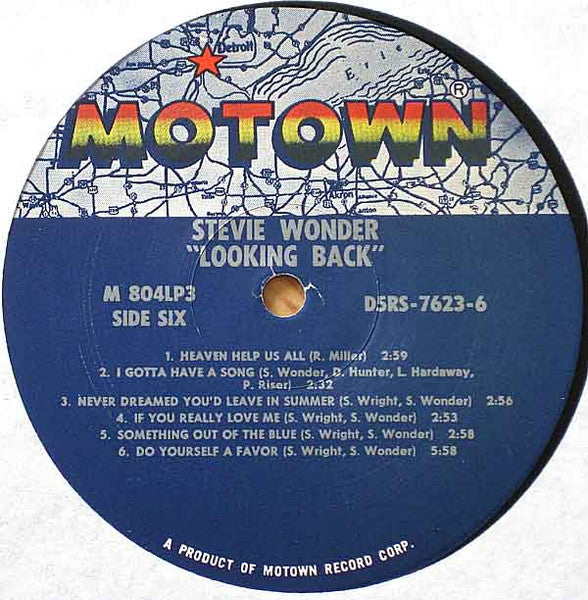 Detroit
Erie
MOTOWN
®
Akron
Canton
STEVIE WONDER
"LOOKING BACK"
M 804LP3
SIDE SIX
D5RS-7623-6
1. HEAVEN HELP US ALL (R. Miller) 2:59
2. I GOTTA HAVE A SONG (S. Wonder, D. Hunter, L. Hardaway,
P. Riser) 2:32
3. NEVER DREAMED YOU'D LEAVE IN SUMMER (S. Wright, S. Wonder) 2:56
4. IF YOU REALLY LOVE ME (S. Wright, S. Wonder) 2:53
5. SOMETHING OUT OF THE BLUE (S. Wright, S. Wonder) 2:58
6. DO YOURSELF A FAVOR (S. Wright, S. Wonder) 5:58
A PRODUCT OF MOTOWN RECORD CORP.